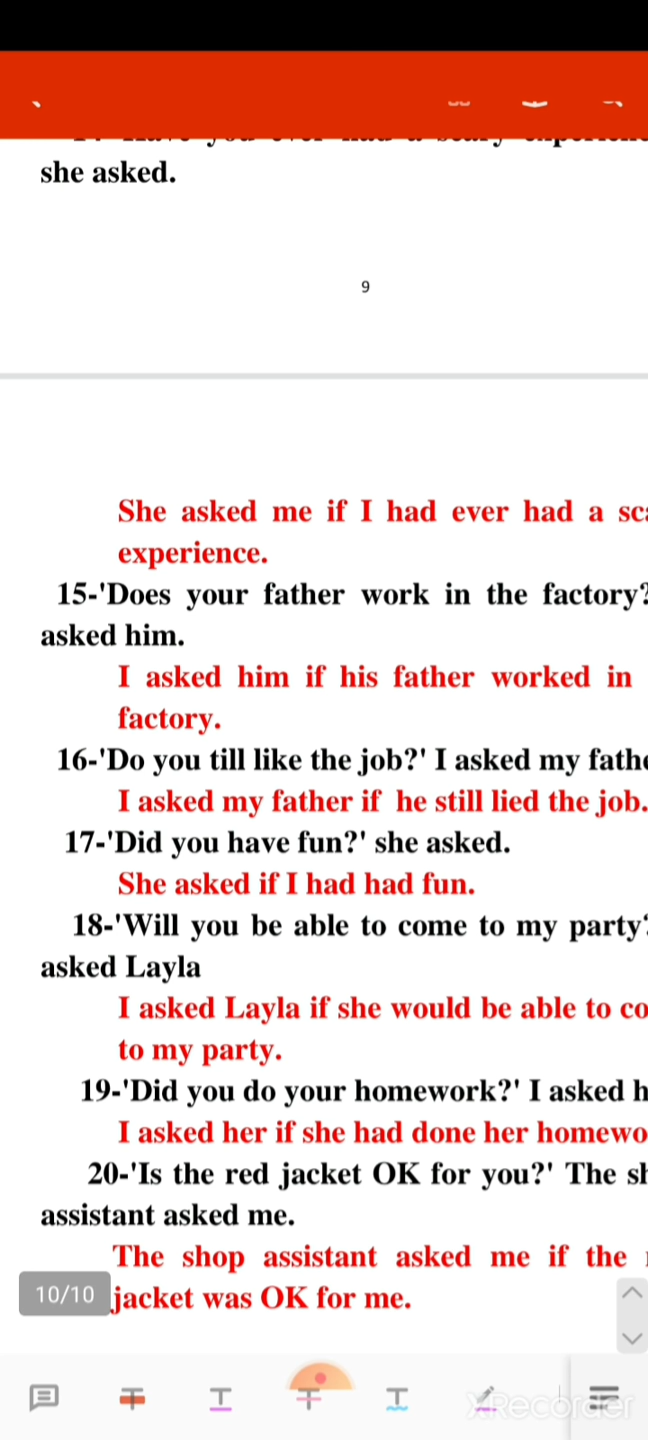 she asked.
9
She asked me if I had ever had a
experience.
15-'Does your father work in the factory?
asked him.
I asked him if his father worked in
factory.
16-'Do you till like the job?' I asked my
I asked my father if he still lied the job.
17-'Did you have fun?' she asked.
She asked if I had had fun.
18-'Will you be able to come to my party?
asked Layla
I asked Layla if she would be able to
to my party.
19-'Did you do your homework?' I asked
I asked her if she had done her
20-'Is the red jacket OK for you?' The
assistant asked me.
The shop assistant asked me if the
10/10 jacket was OK for me.
XRecorder